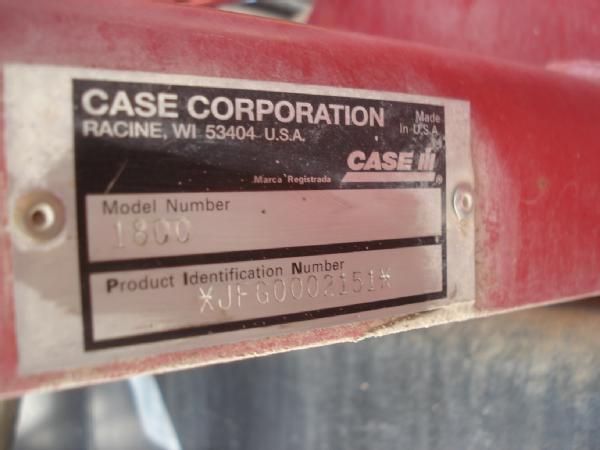 CASE CORPORATION
RACINE, WI 53404 U.S.A.
Made
In U.S.A.
CASE IH
Marca Registrada
®
Model Number
1800
Product Identification Number
*JFG0002151*